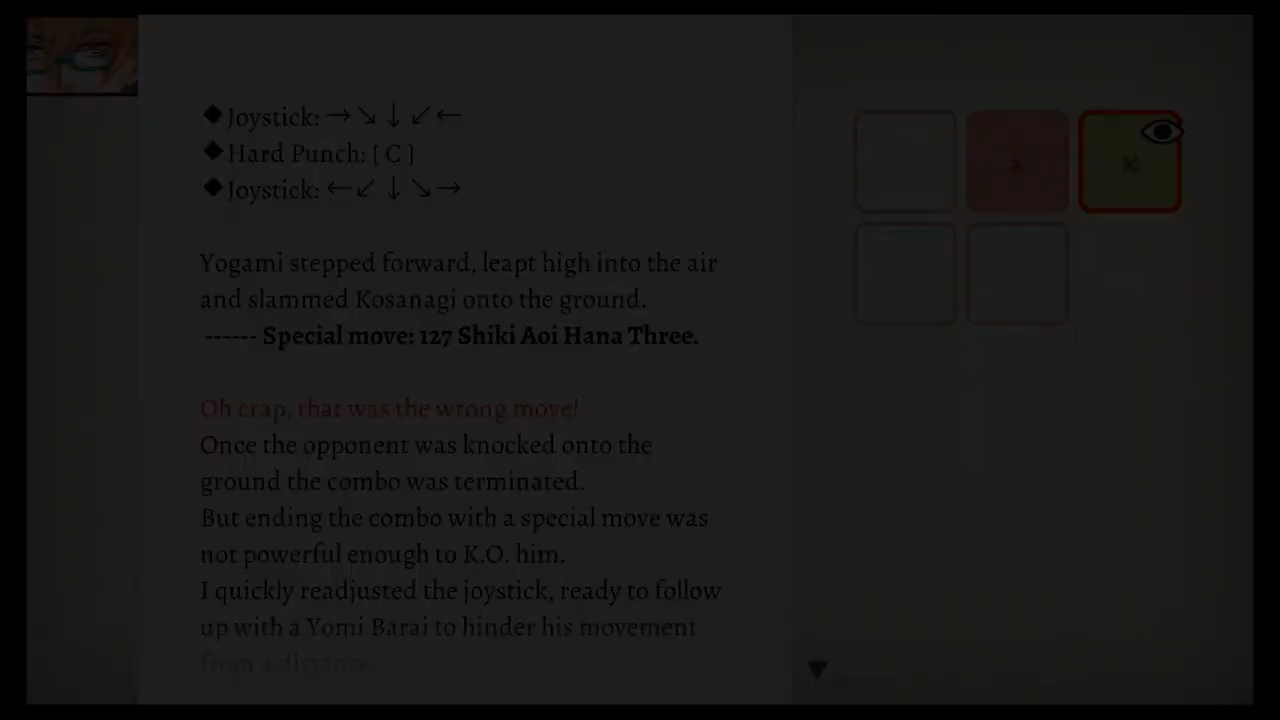 ◆Joystick: →↘↓↙←
◆Hard Punch: [ C ]
◆Joystick: ←↙↓↘→
Yogami stepped forward, leapt high into the air
and slammed Kosanagi onto the ground.
------ Special move: 127 Shiki Aoi Hana Three.
Oh crap, that was the wrong move!
Once the opponent was knocked onto the
ground the combo was terminated.
But ending the combo with a special move was
not powerful enough to K.O. him.
I quickly readjusted the joystick, ready to follow
up with a Yomi Barai to hinder his movement
from a distance.